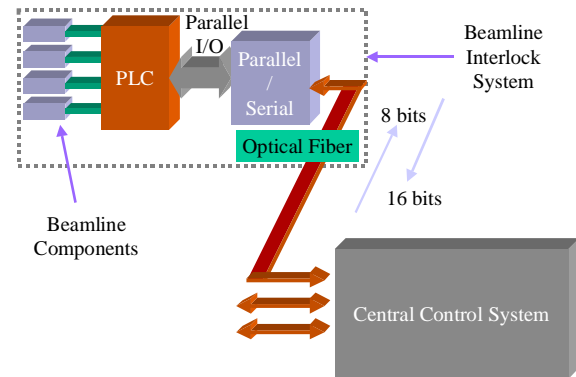 Parallel
I/O
PLC
Parallel
/
Serial
Beamline
Interlock
System
Optical Fiber
8 bits
16 bits
Beamline
Components
Central Control System